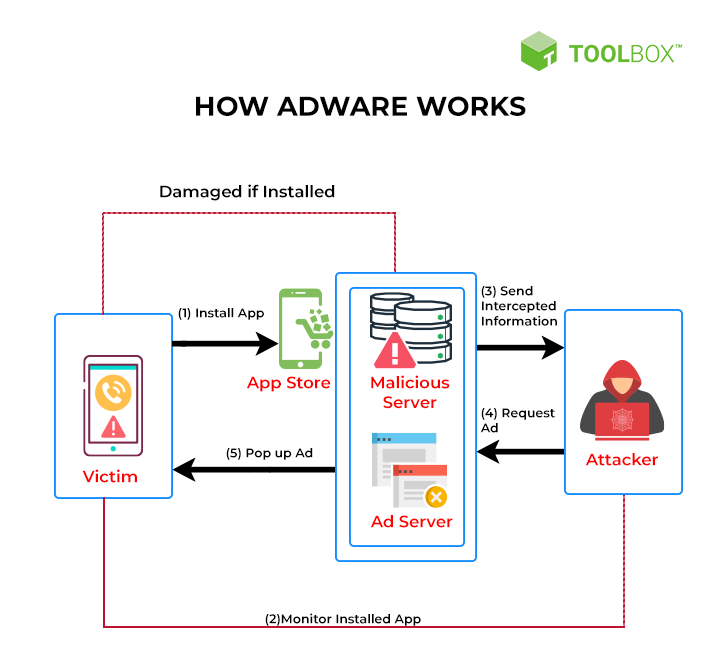 TOOLBOX™
HOW ADWARE WORKS
Damaged if Installed
(1) Install App
App Store
Malicious
Server
(3) Send
Intercepted
Information
(4) Request
Ad
Attacker
Victim
(5) Pop up Ad
Ad Server
(2)Monitor Installed App